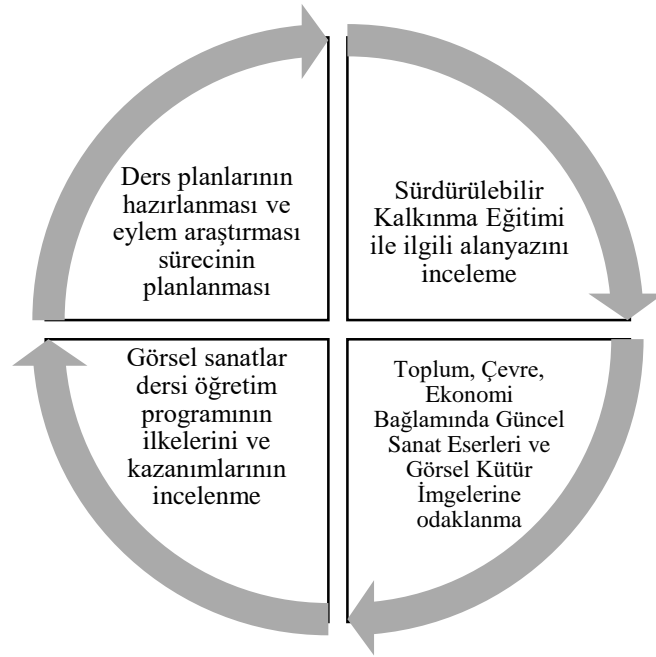 Ders planlarının
hazırlanması ve
eylem araştırması
sürecinin
planlanması
Sürdürülebilir
Kalkınma Eğitimi
ile ilgili alanyazını
inceleme
Görsel sanatlar
dersi öğretim
programının
ilkelerini ve
kazanımlarının
incelenme
Toplum, Çevre,
Ekonomi
Bağlamında Güncel
Sanat Eserleri ve
Görsel Kütür
İmgelerine
odaklanma